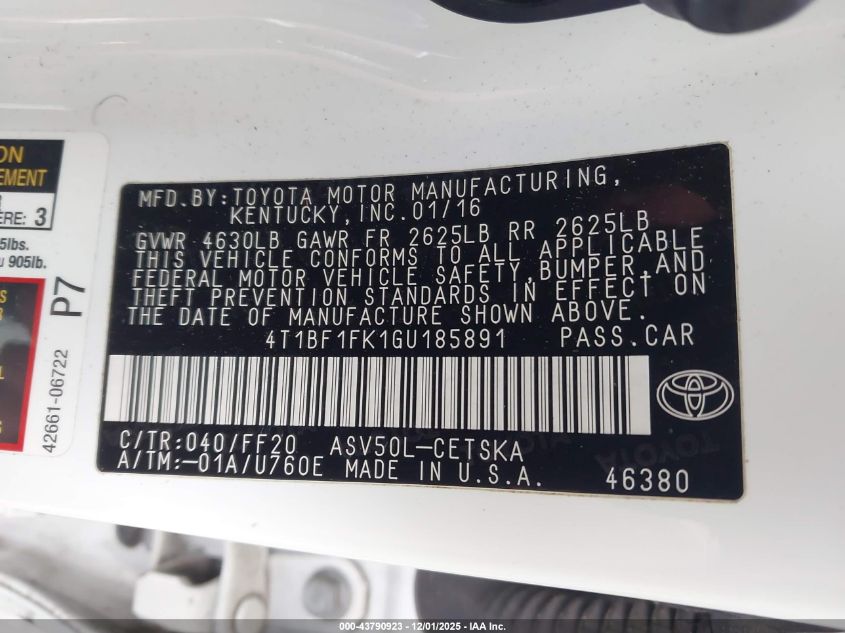 ON
EMENT
ERE: 3
5lbs.
905lb.
S
R
L
S
P7
42661-06722
MFD.BY:TOYOTA MOTOR MANUFACTURING,
KENTUCKY,INC.01/16
GVWR 4630LB GAWR FR 2625LB RR 2625LB
THIS VEHICLE CONFORMS TO ALL APPLICABLE
FEDERAL MOTOR VEHICLE SAFETY,BUMPER,AND
THEFT PREVENTION STANDARDS IN EFFECT ON
THE DATE OF MANUFACTURE SHOWN ABOVE.
4T1BF1FK1GU185891 PASS.CAR
C/TR:040/FF20 ASV50L-CETSKA
A/TM:-01A/U760E MADE IN U.S.A. 46380
TOYOTA
000-43790923 - 12/01/2025 - IAA Inc.